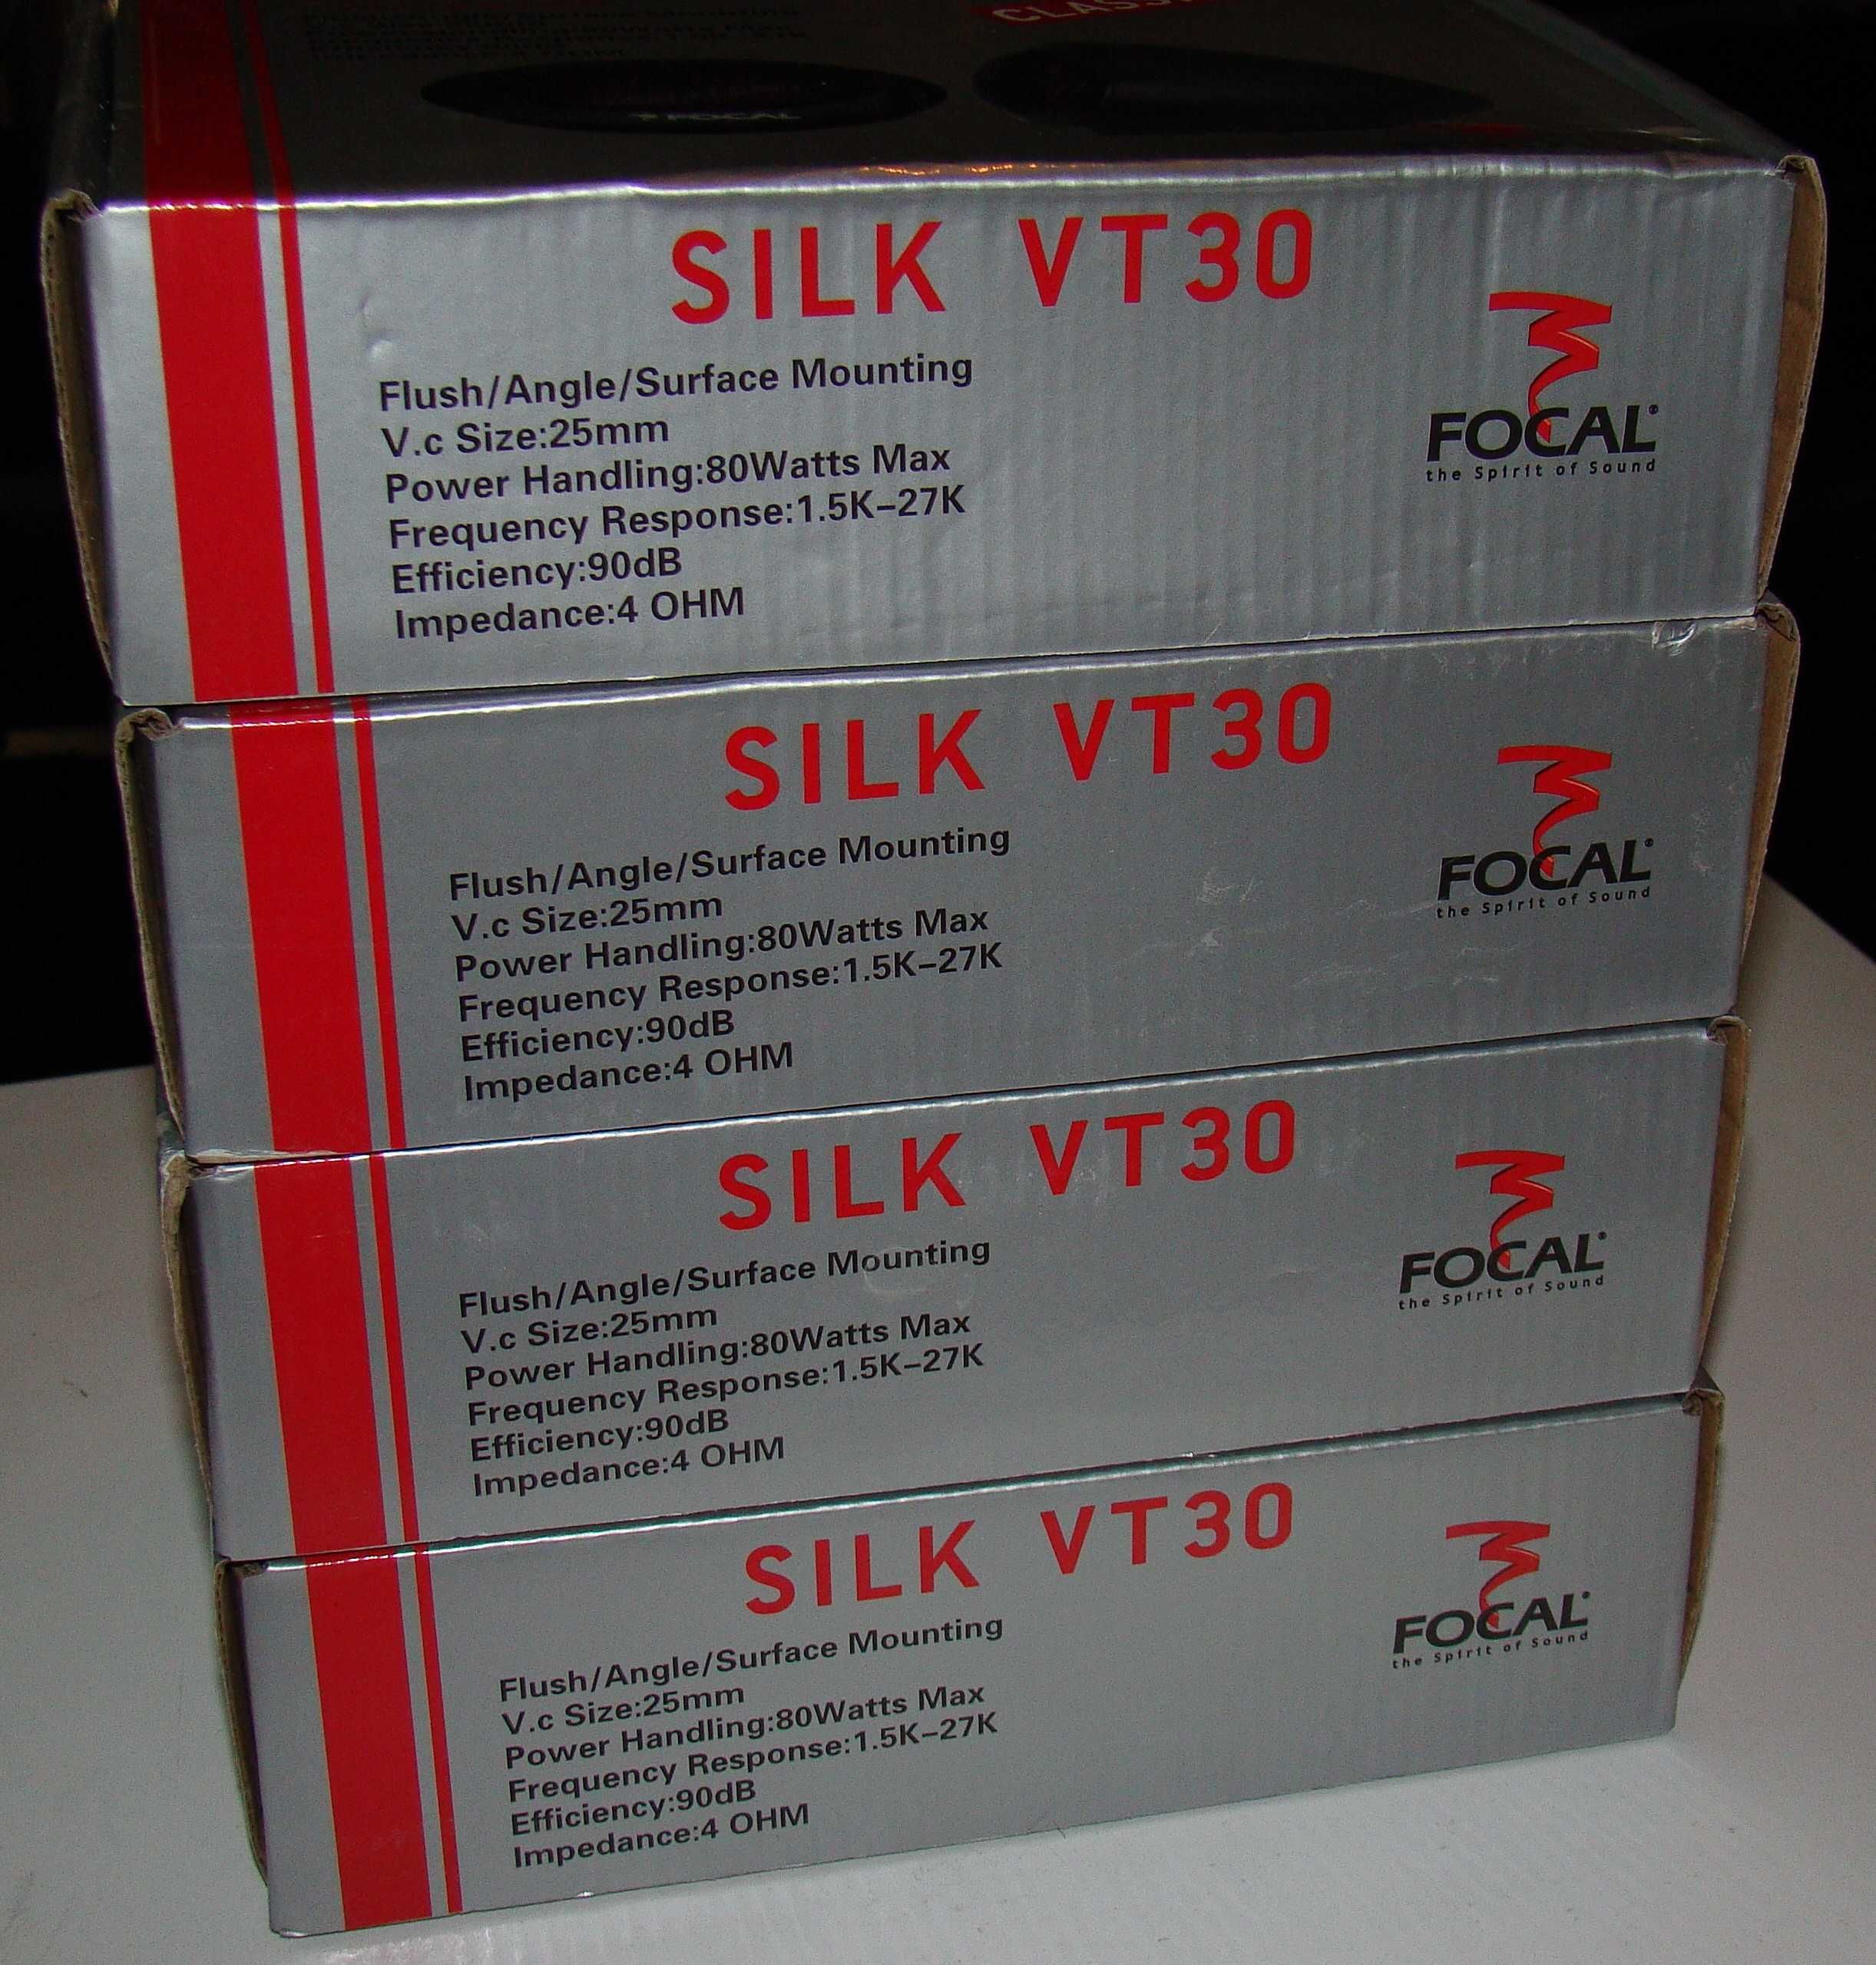 FOCAL
SILK VT30
Flush/Angle/Surface Mounting
V.c Size:25mm
Power Handling:80Watts Max
Frequency Response:1.5K–27K
Efficiency:90dB
Impedance:4 OHM
FOCAL®
the Spirit of Sound
SILK VT30
Flush/Angle/Surface Mounting
V.c Size:25mm
Power Handling:80Watts Max
Frequency Response:1.5K–27K
Efficiency:90dB
Impedance:4 OHM
FOCAL®
the Spirit of Sound
SILK VT30
Flush/Angle/Surface Mounting
V.c Size:25mm
Power Handling:80Watts Max
Frequency Response:1.5K–27K
Efficiency:90dB
Impedance:4 OHM
FOCAL®
the Spirit of Sound
SILK VT30
Flush/Angle/Surface Mounting
V.c Size:25mm
Power Handling:80Watts Max
Frequency Response:1.5K–27K
Efficiency:90dB
Impedance:4 OHM
FOCAL®
the Spirit of Sound